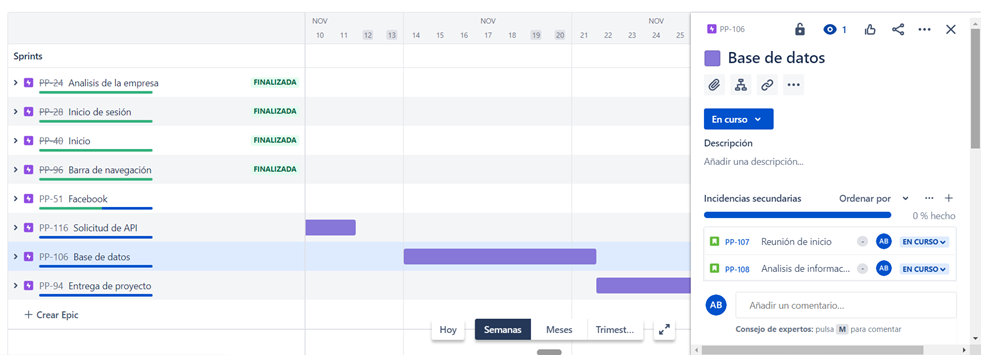 NOV NOV NOV
10 11 12 13 14 15 16 17 18 19 20 21 22 23 24 25
Sprints
PP-24 Analisis de la empresa FINALIZADA
PP-28 Inicio de sesión FINALIZADA
PP-40 Inicio FINALIZADA
PP-96 Barra de navegación FINALIZADA
PP-51 Facebook
PP-116 Solicitud de API
PP-106 Base de datos
PP-94 Entrega de proyecto
+ Crear Epic
Hoy Semanas Meses Trimest...
PP-106 1
Base de datos
En curso
Descripción
Añadir una descripción...
Incidencias secundarias Ordenar por
0 % hecho
PP-107 Reunión de inicio AB EN CURSO
PP-108 Analisis de informac... AB EN CURSO
AB Añadir un comentario...
Consejo de expertos: pulsa M para comentar